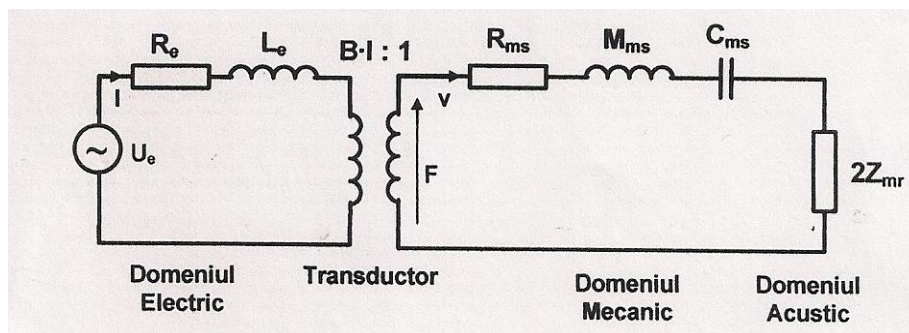 Re
Le
B·l : 1
Rms
Mms
Cms
I
v
Ue
F
2Zmr
Domeniul
Electric
Transductor
Domeniul
Mecanic
Domeniul
Acustic